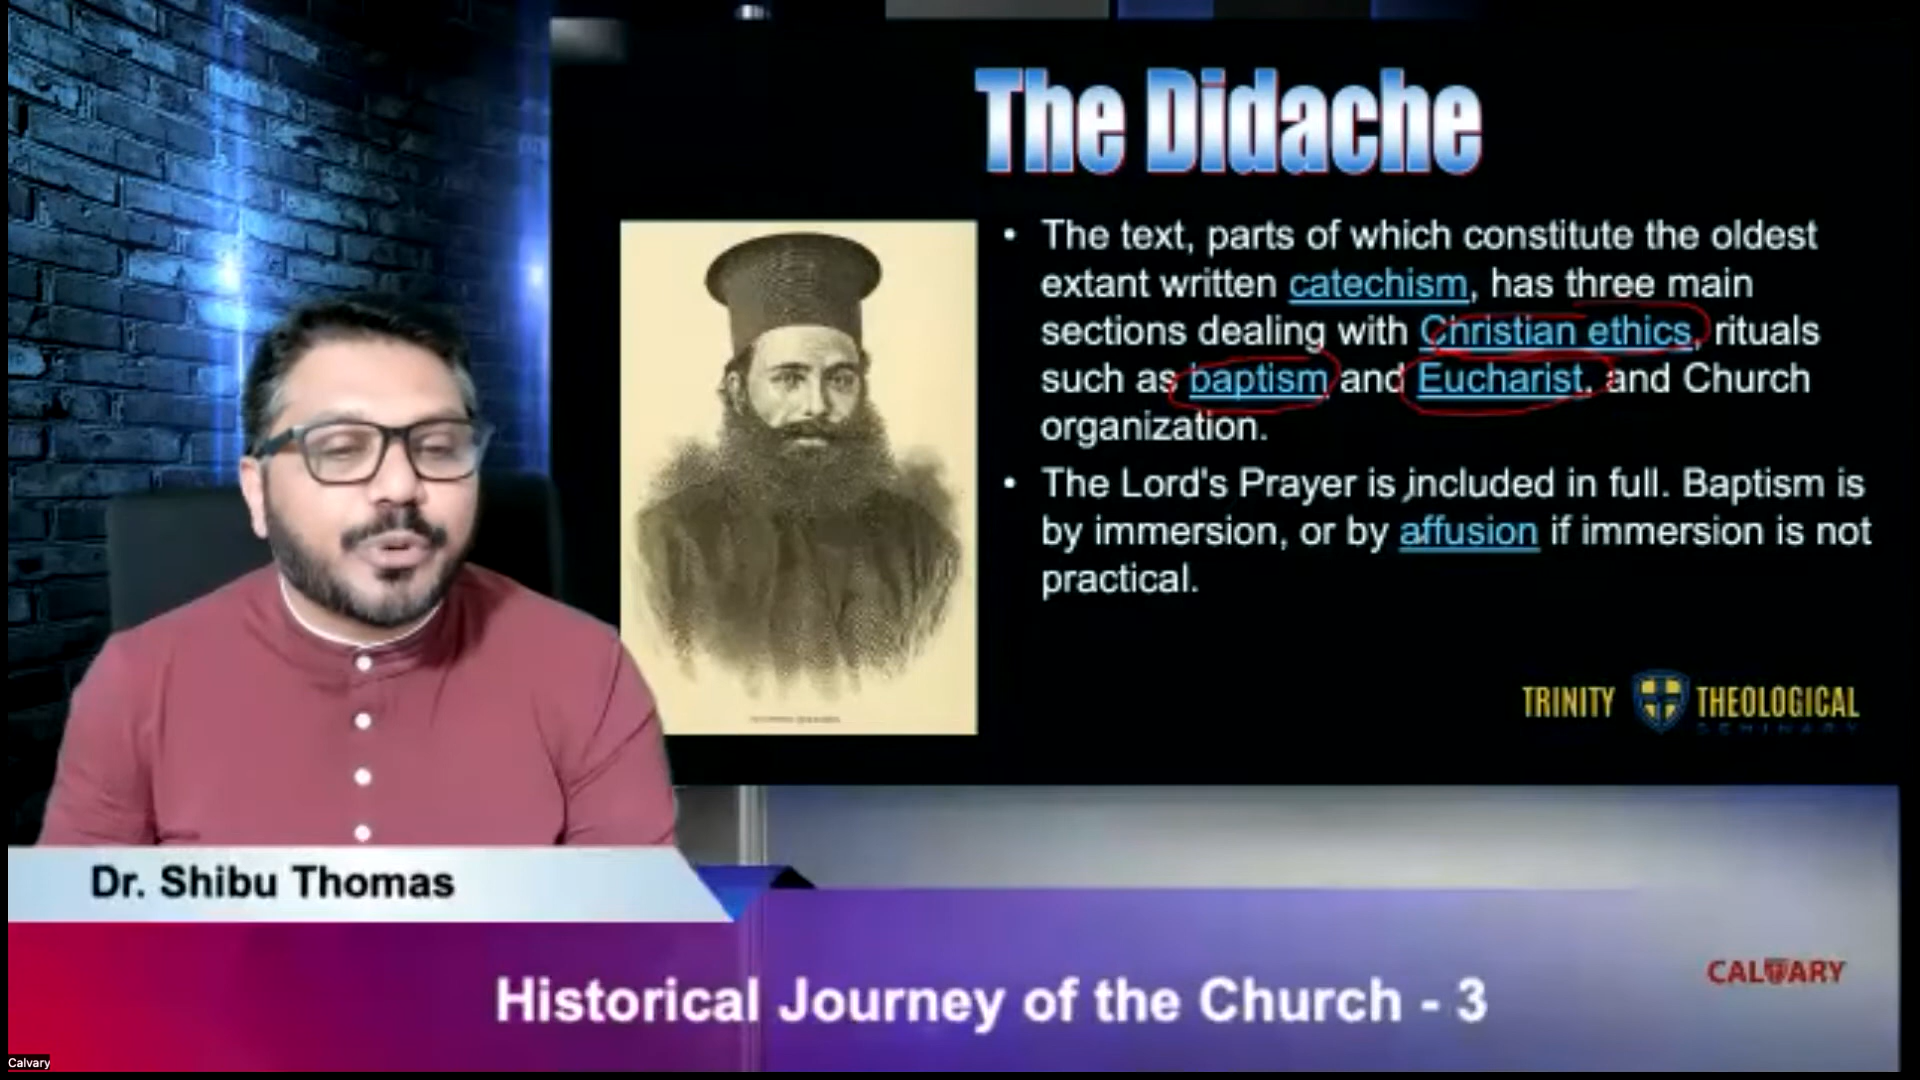 The Didache
• The text, parts of which constitute the oldest
extant written catechism, has three main
sections dealing with Christian ethics, rituals
such as baptism and Eucharist. and Church
organization.
• The Lord's Prayer is included in full. Baptism is
by immersion, or by affusion if immersion is not
practical.
TRINITY THEOLOGICAL
SEMINARY
Dr. Shibu Thomas
Historical Journey of the Church - 3
CALVARY
Calvary